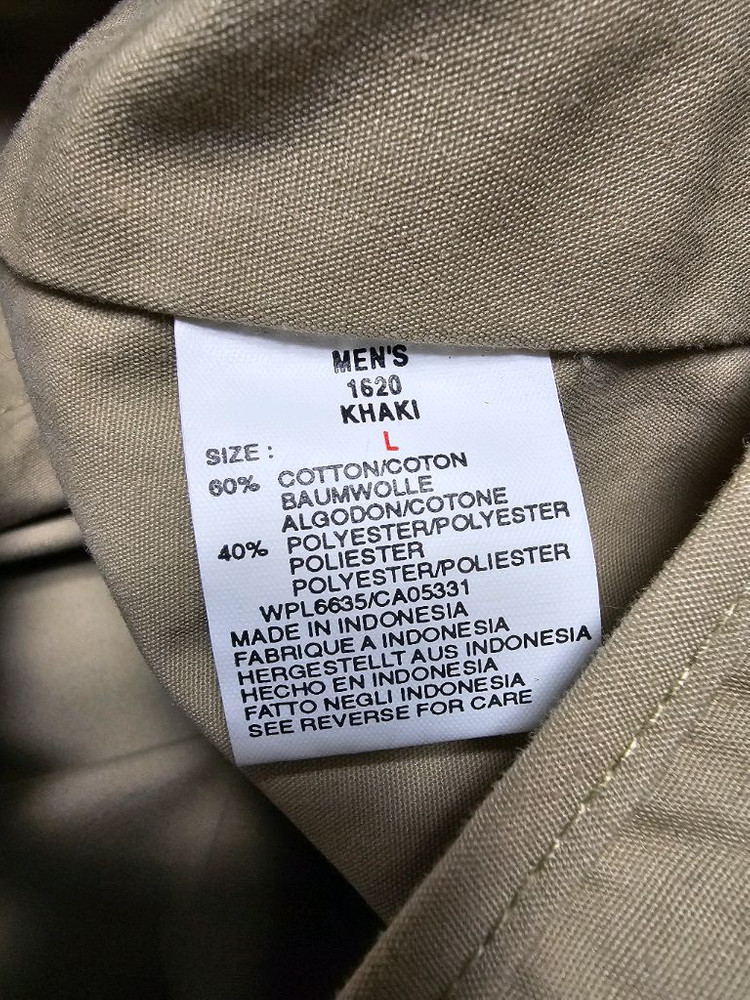 MEN'S
1620
KHAKI
SIZE : L
60% COTTON/COTON
BAUMWOLLE
ALGODON/COTONE
40% POLYESTER/POLYESTER
POLIESTER
POLYESTER/POLIESTER
WPL6635/CA05331
MADE IN INDONESIA
FABRIQUE A INDONESIA
HERGESTELLT AUS INDONESIA
HECHO EN INDONESIA
FATTO NEGLI INDONESIA
SEE REVERSE FOR CARE